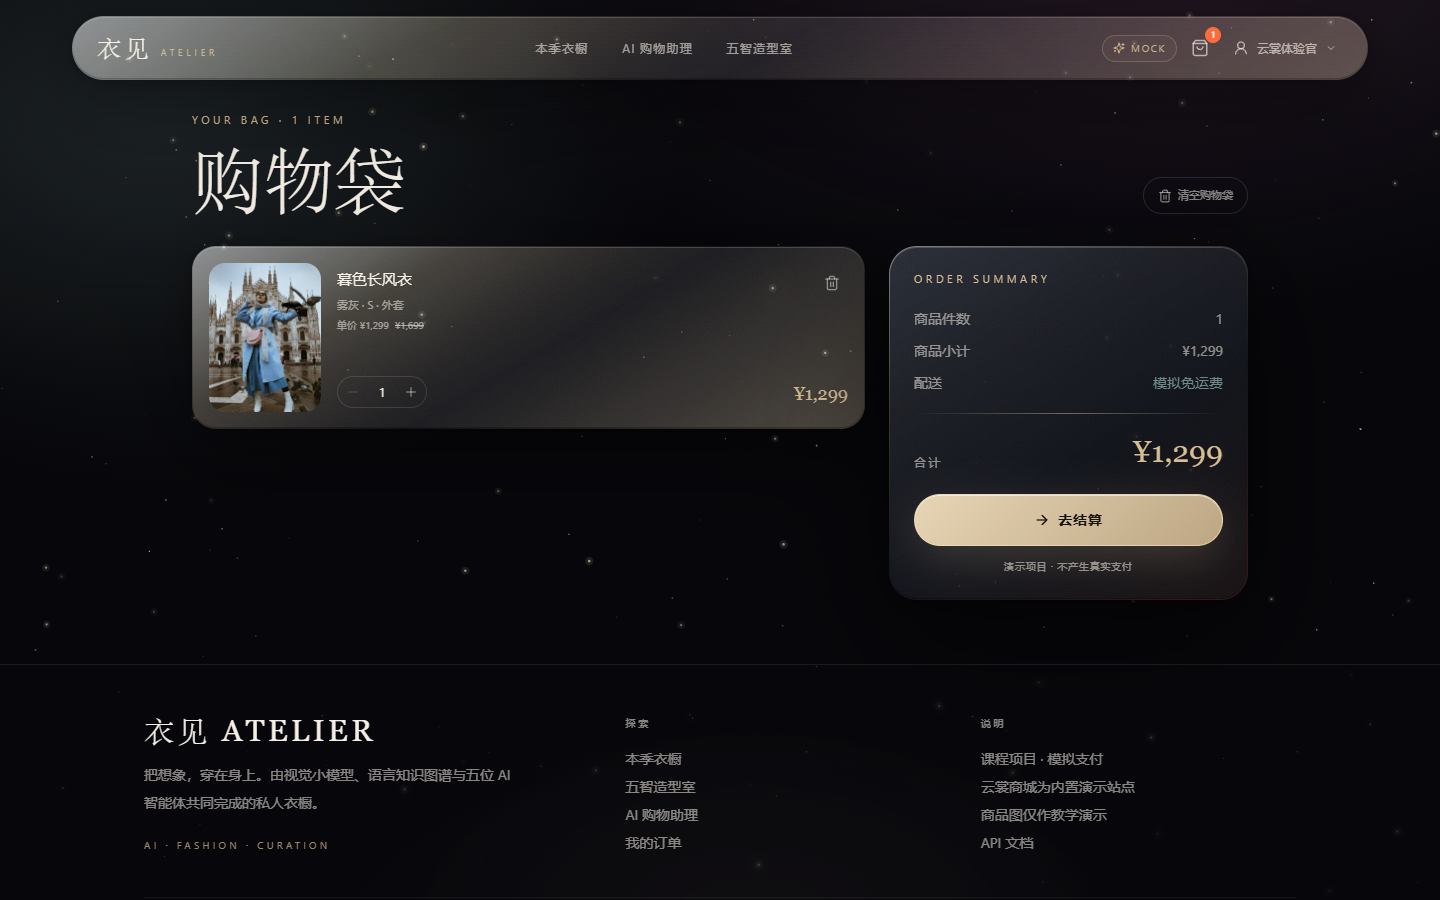 衣见 ATELIER
本季衣橱
AI 购物助理
五智造型室
MOCK
1
云裳体验官
YOUR BAG · 1 ITEM
购物袋
清空购物袋
暮色长风衣
雾灰 · S · 外套
单价 ¥1,299 ¥1,699
1
¥1,299
ORDER SUMMARY
商品件数 1
商品小计 ¥1,299
配送 模拟免运费
合计 ¥1,299
去结算
演示项目 · 不产生真实支付
衣见 ATELIER
把想象，穿在身上。由视觉小模型、语言知识图谱与五位 AI
智能体共同完成的私人衣橱。
AI · FASHION · CURATION
探索
本季衣橱
五智造型室
AI 购物助理
我的订单
说明
课程项目 · 模拟支付
云裳商城为内置演示站点
商品图仅作教学演示
API 文档